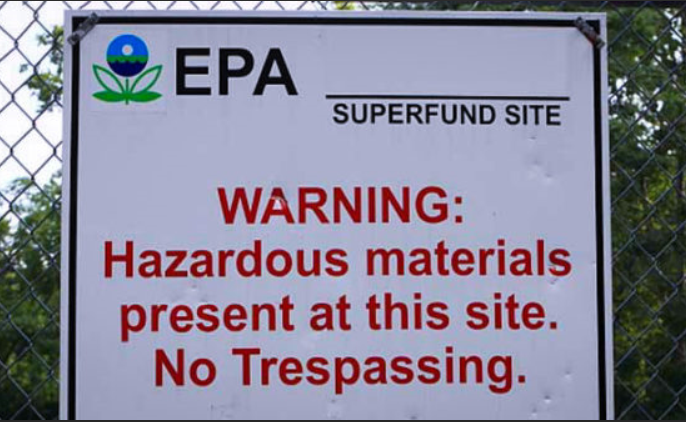 EPA
SUPERFUND SITE
WARNING:
Hazardous materials
present at this site.
No Trespassing.